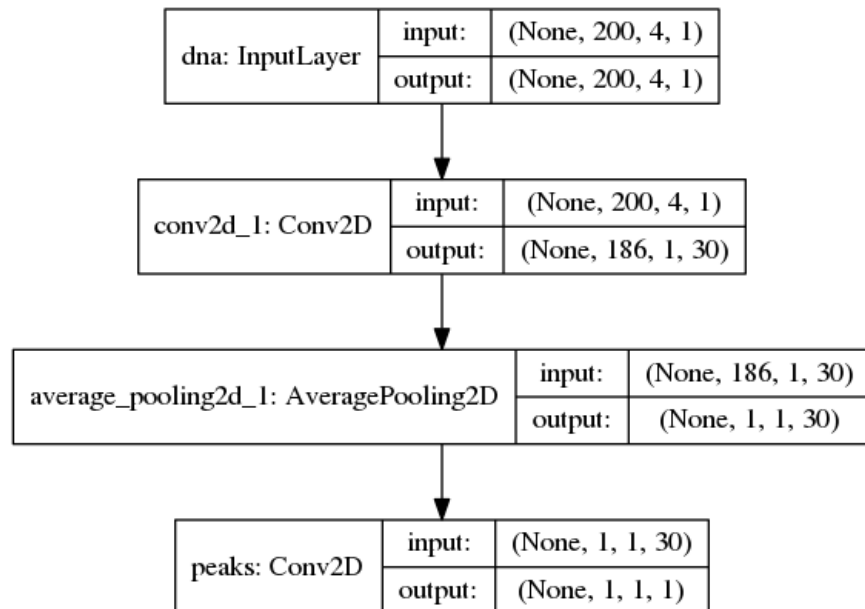 dna: InputLayer
input: (None, 200, 4, 1)
output: (None, 200, 4, 1)
conv2d_1: Conv2D
input: (None, 200, 4, 1)
output: (None, 186, 1, 30)
average_pooling2d_1: AveragePooling2D
input: (None, 186, 1, 30)
output: (None, 1, 1, 30)
peaks: Conv2D
input: (None, 1, 1, 30)
output: (None, 1, 1, 1)